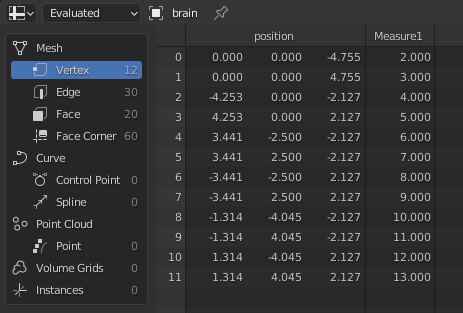 Evaluated brain
position Measure1
Mesh
Vertex 12
Edge 30
Face 20
Face Corner 60
Curve
Control Point 0
Spline 0
Point Cloud
Point 0
Volume Grids 0
Instances 0
0 0.000 0.000 -4.755 2.000
1 0.000 0.000 4.755 3.000
2 -4.253 0.000 -2.127 4.000
3 4.253 0.000 2.127 5.000
4 3.441 -2.500 -2.127 6.000
5 3.441 2.500 -2.127 7.000
6 -3.441 -2.500 2.127 8.000
7 -3.441 2.500 2.127 9.000
8 -1.314 -4.045 -2.127 10.000
9 -1.314 4.045 -2.127 11.000
10 1.314 -4.045 2.127 12.000
11 1.314 4.045 2.127 13.000